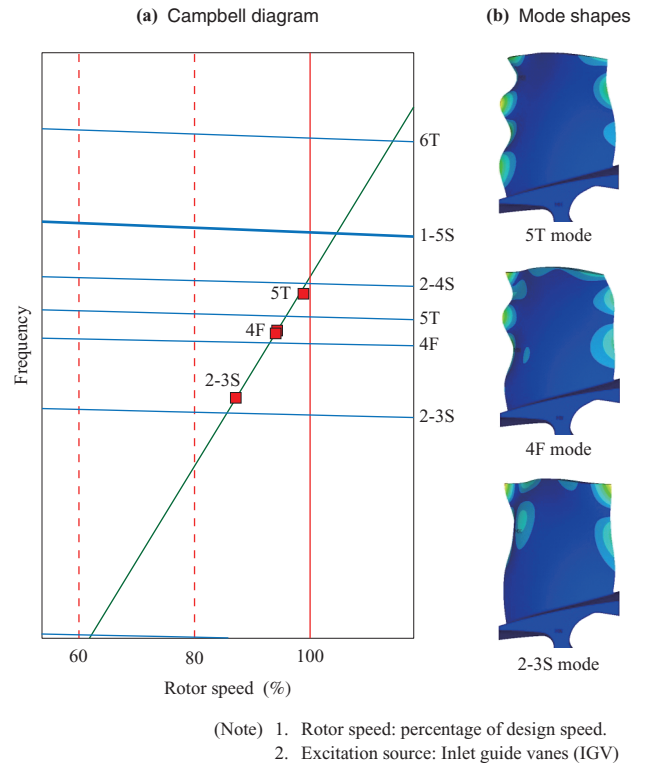 (a) Campbell diagram
(b) Mode shapes
Frequency
6T
1-5S
2-4S
5T
4F
2-3S
5T
4F
2-3S
60
80
100
Rotor speed (%)
5T mode
4F mode
2-3S mode
(Note) 1. Rotor speed: percentage of design speed.
2. Excitation source: Inlet guide vanes (IGV)